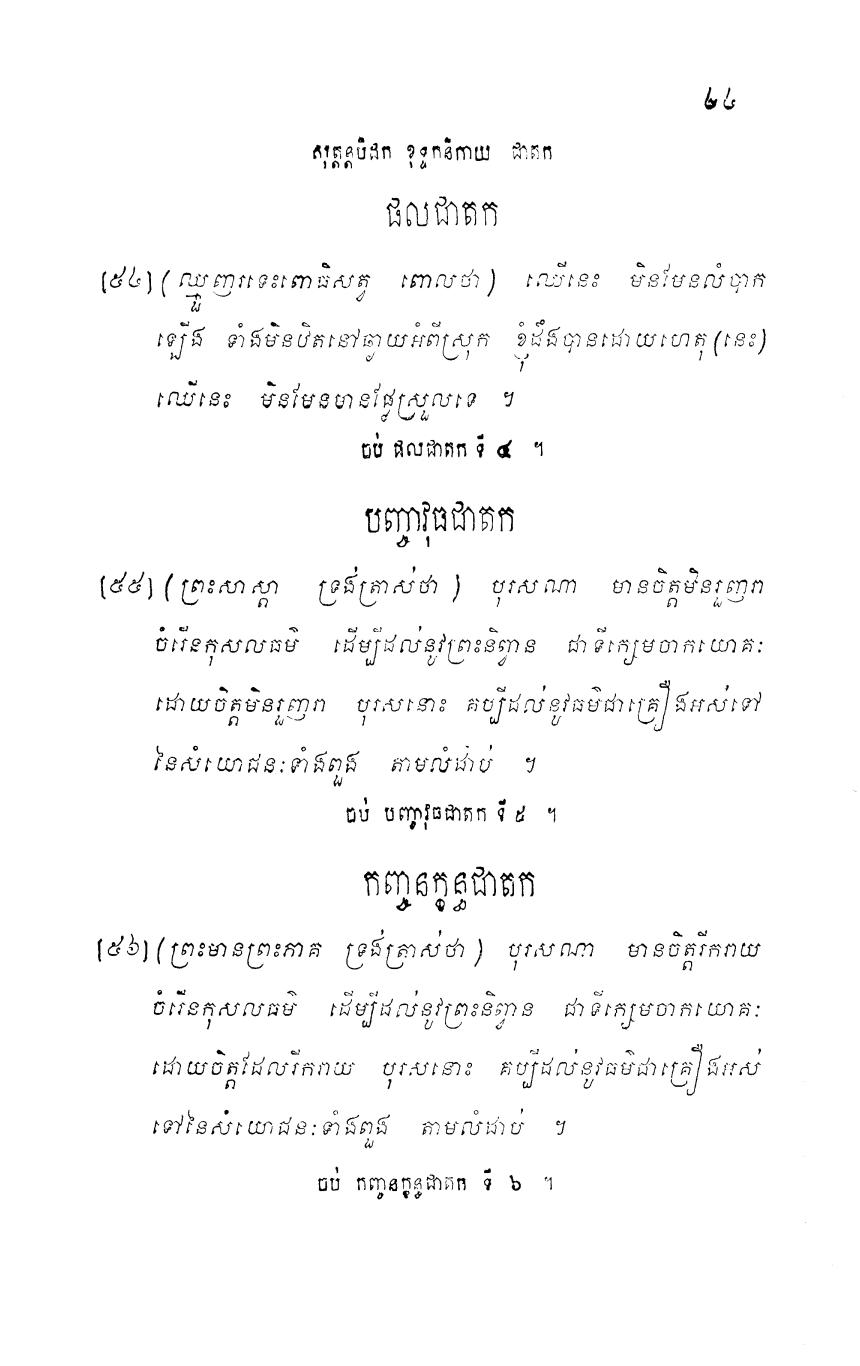 ២៤
សុត្តន្តបិដក ខុទ្ទកនិកាយ ជាតក
ផលជាតក
[៥៤] (ឈ្មួញរទេះពោធិសត្វ ពោលថា) ឈើនេះ មិនមែនលំបាក
ឡើង ទាំងមិនឋិតនៅឆ្ងាយអំពីស្រុក ខ្ញុំដឹងបានដោយហេតុ (នេះ)
ឈើនេះ មិនមែនមានផ្លែស្រួលទេ ។
ចប់ ផលជាតក ទី ៤ ។
បញ្ចាវុធជាតក
[៥៥] (ព្រះសាស្តា ទ្រង់ត្រាស់ថា) បុរសណា មានចិត្តមិនរួញរា
ចំរើនកុសលធម៌ ដើម្បីដល់នូវព្រះនិព្វាន ជាទីក្សេមចាកយោគៈ
ដោយចិត្តមិនរួញរា បុរសនោះ គប្បីដល់នូវធម៌ជាគ្រឿងអស់ទៅ
នៃសំយោជនៈទាំងពួង តាមលំដាប់ ។
ចប់ បញ្ចាវុធជាតក ទី ៥ ។
កញ្ចនក្ខន្ធជាតក
[៥៦] (ព្រះមានព្រះភាគ ទ្រង់ត្រាស់ថា) បុរសណា មានចិត្តរីករាយ
ចំរើនកុសលធម៌ ដើម្បីដល់នូវព្រះនិព្វាន ជាទីក្សេមចាកយោគៈ
ដោយចិត្តដែលរីករាយ បុរសនោះ គប្បីដល់នូវធម៌ជាគ្រឿងអស់
ទៅនៃសំយោជនៈទាំងពួង តាមលំដាប់ ។
ចប់ កញ្ចនក្ខន្ធជាតក ទី ៦ ។